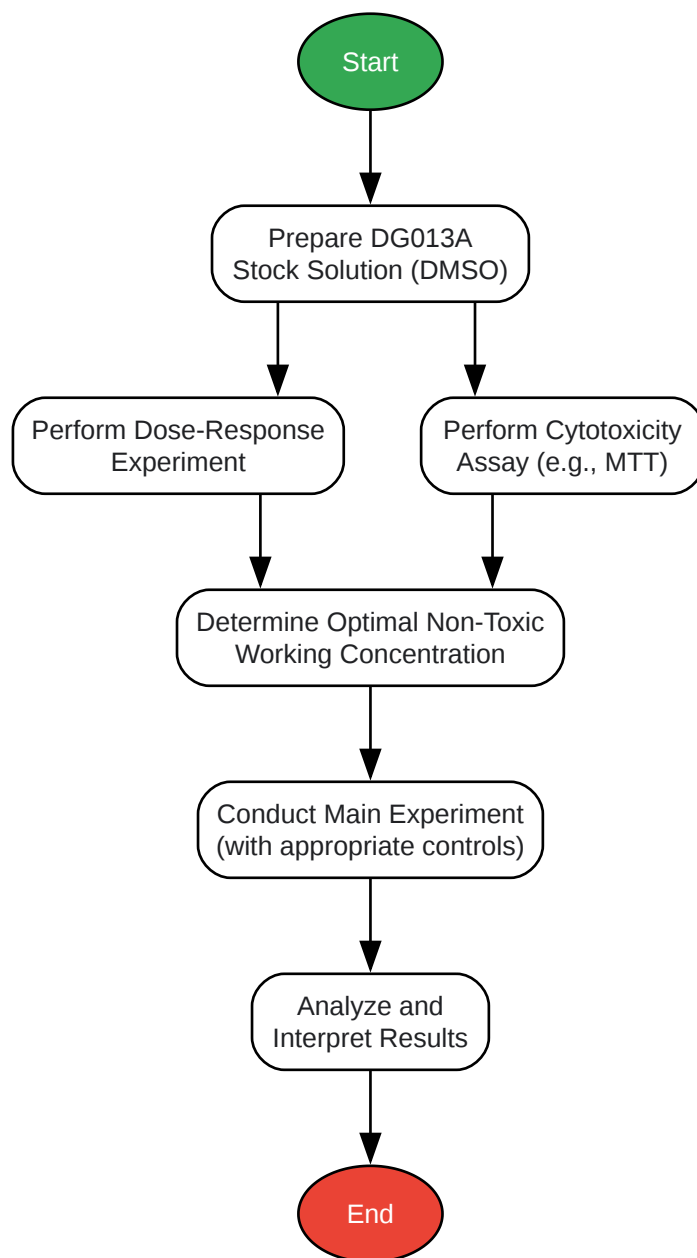 Start
Prepare DG013A
Stock Solution (DMSO)
Perform Dose-Response
Experiment
Perform Cytotoxicity
Assay (e.g., MTT)
Determine Optimal Non-Toxic
Working Concentration
Conduct Main Experiment
(with appropriate controls)
Analyze and
Interpret Results
End